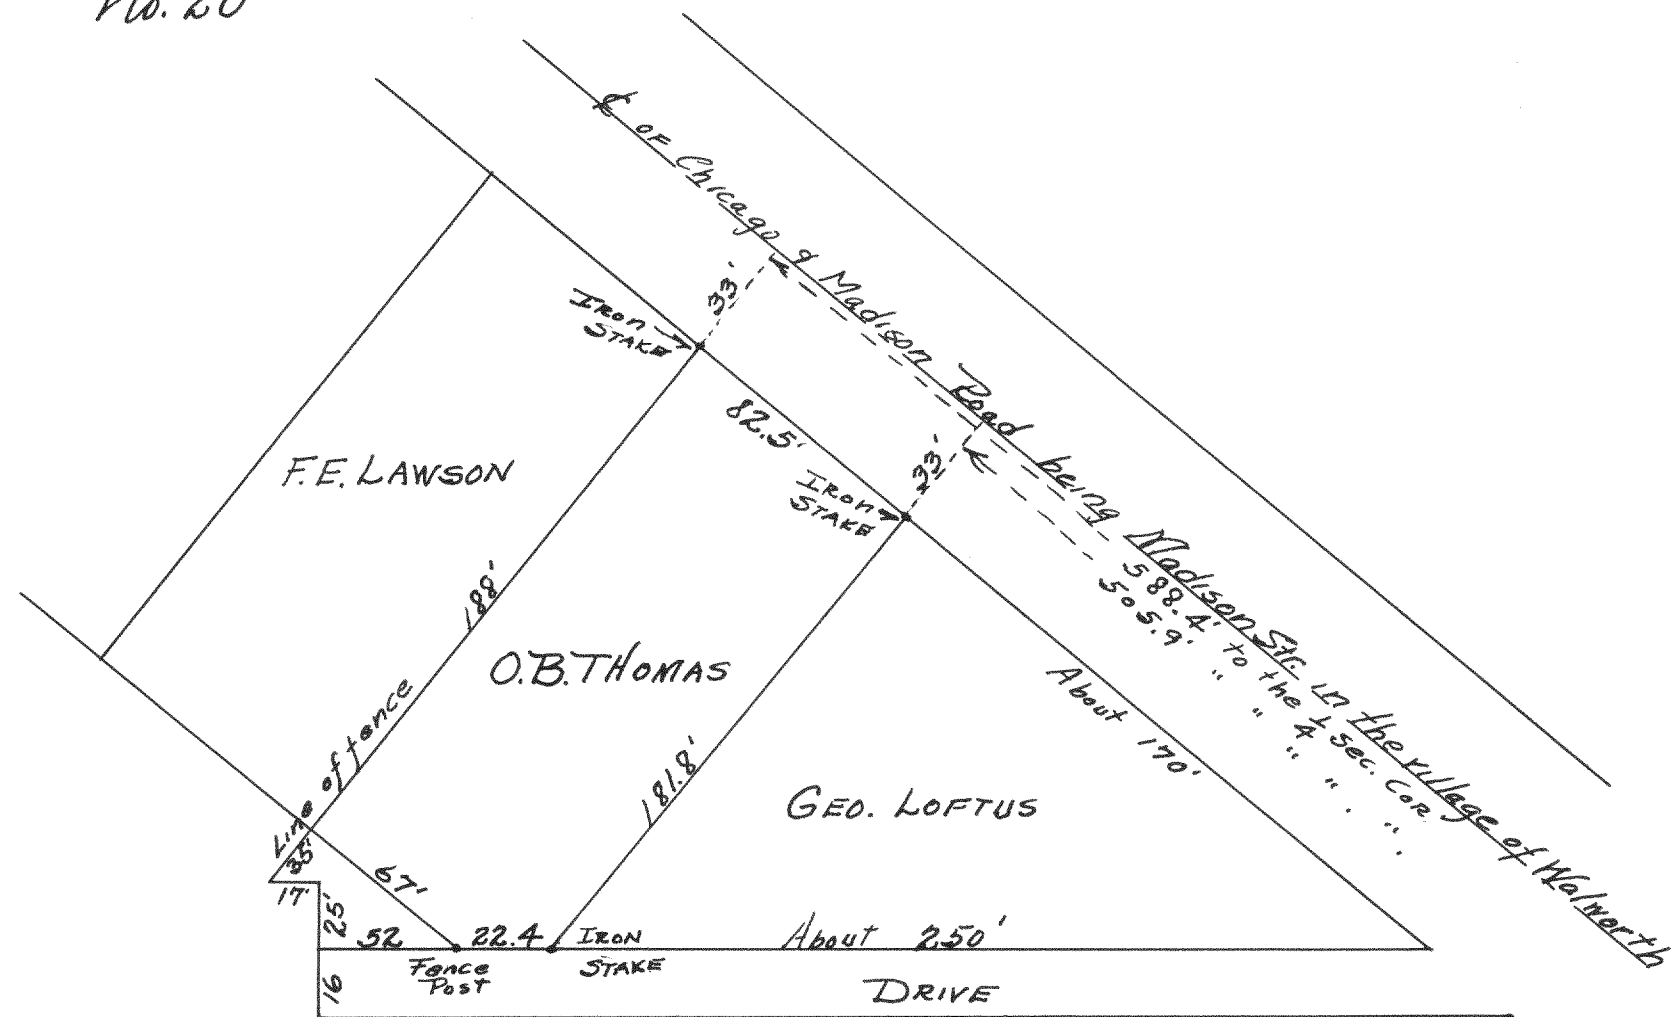 No. 20
℄ OF Chicago & Madison Road being Madison Str. in the village of Walworth
33'
IRON
STAKE
82.5'
33'
IRON
STAKE
588.4' to the ¼ Sec. COR.
505.9' " " " " . " .
F.E. LAWSON
188'
O.B. THOMAS
About 170'
Line of fence
181.8'
GEO. LOFTUS
35'
17'
67'
25'
52
22.4
IRON
STAKE
About 250'
Fence
Post
16
DRIVE